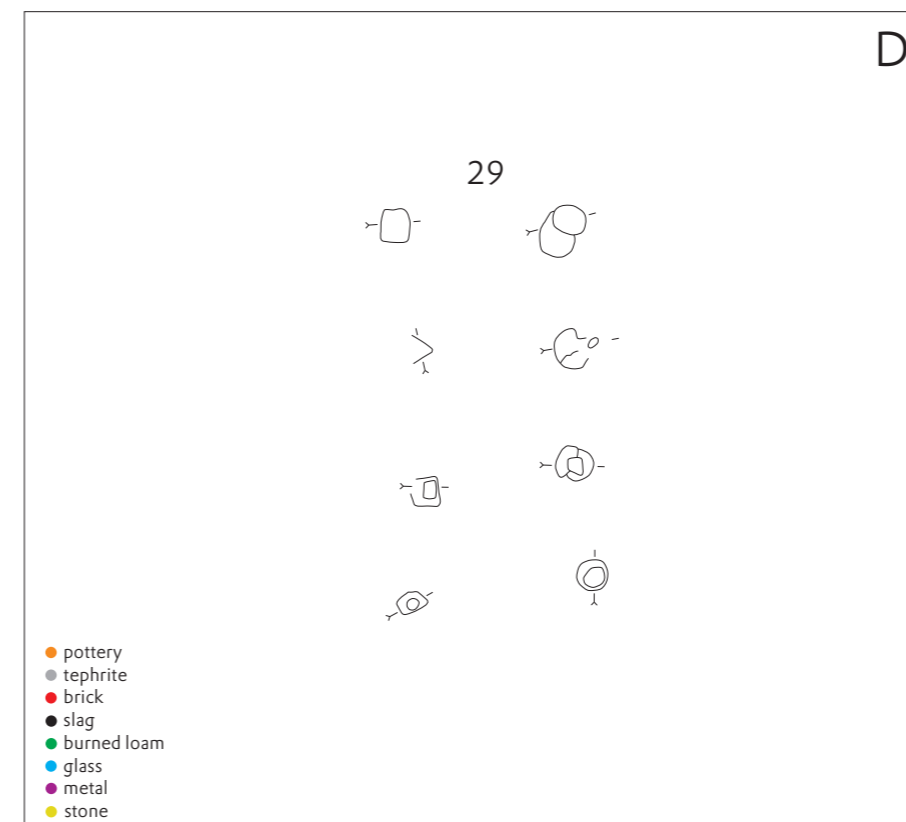 D
29
pottery
tephrite
brick
slag
burned loam
glass
metal
stone